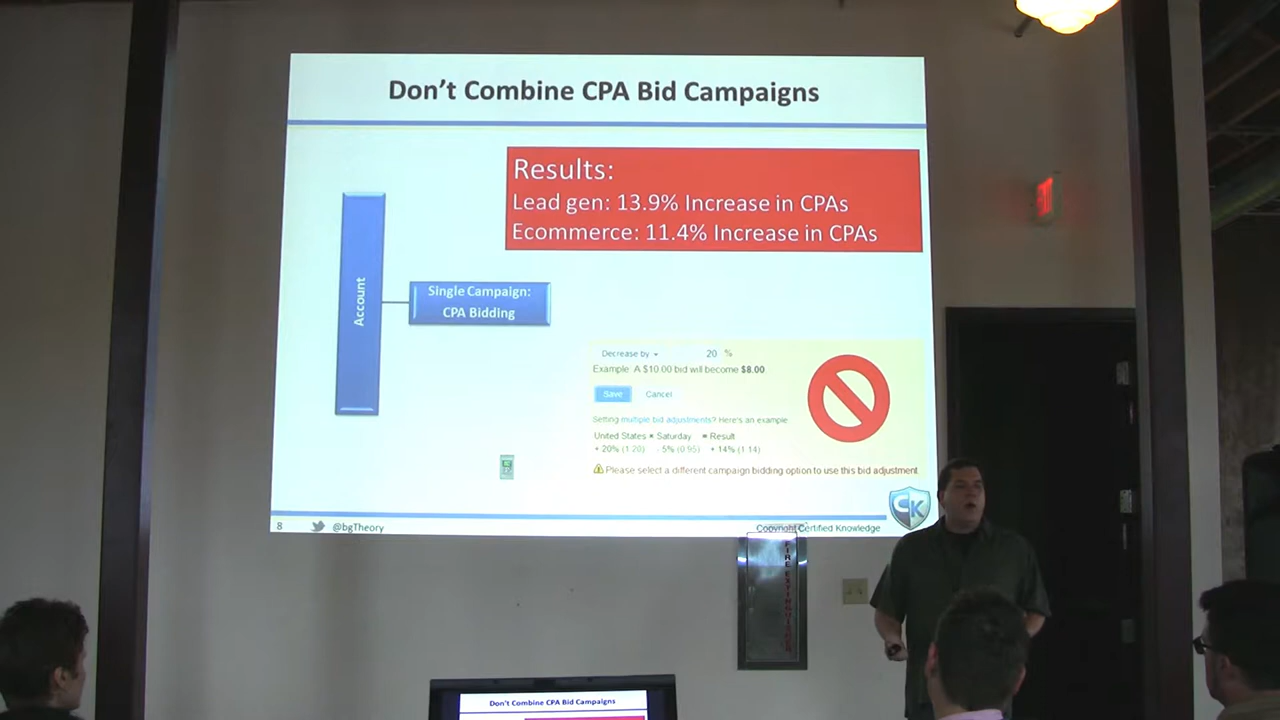 Don't Combine CPA Bid Campaigns
Results:
Lead gen: 13.9% Increase in CPAs
Ecommerce: 11.4% Increase in CPAs
Account
Single Campaign:
CPA Bidding
Decrease by 20 %
Example: A $10.00 bid will become $8.00
Save Cancel
Setting multiple bid adjustments? Here's an example
United States × Saturday = Result
+ 20% (1.20) - 5% (0.95) + 14% (1.14)
Please select a different campaign bidding option to use this bid adjustment
CK
8 @bgTheory Copyright Certified Knowledge
FIRE EXTINGUISHER
Don't Combine CPA Bid Campaigns